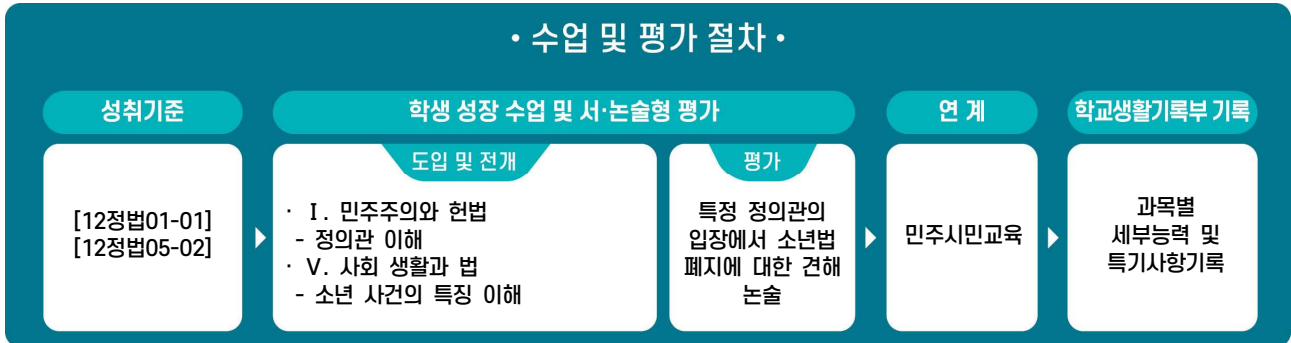 • 수업 및 평가 절차 •
성취기준
학생 성장 수업 및 서·논술형 평가
연 계
학교생활기록부 기록
도입 및 전개
평가
[12정법01-01]
[12정법05-02]
· Ⅰ. 민주주의와 헌법
- 정의관 이해
· Ⅴ. 사회 생활과 법
- 소년 사건의 특징 이해
특정 정의관의
입장에서 소년법
폐지에 대한 견해
논술
민주시민교육
과목별
세부능력 및
특기사항기록